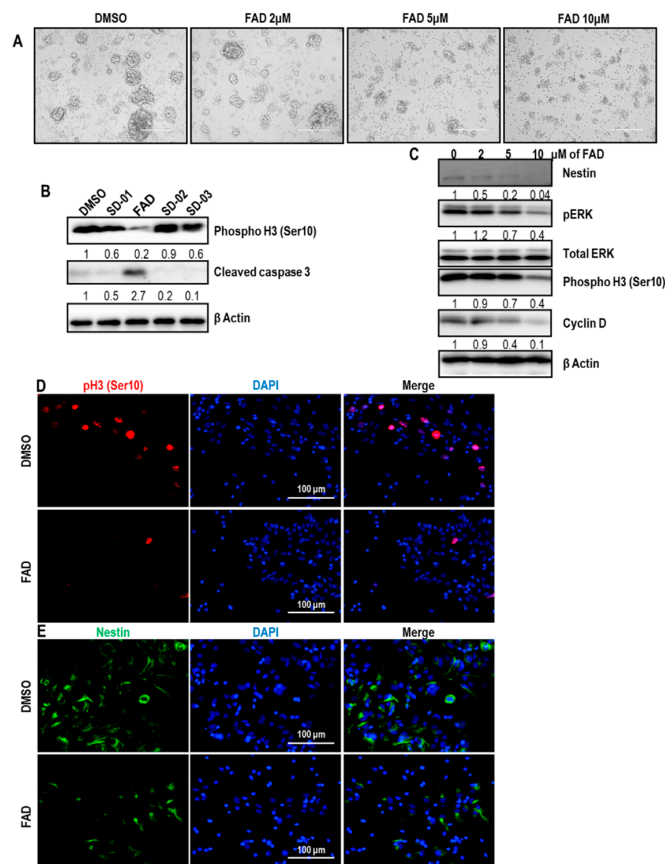 DMSO FAD 2µM FAD 5µM FAD 10µM
A
C
0 2 5 10 µM of FAD
Nestin
1 0.5 0.2 0.04
pERK
1 1.2 0.7 0.4
Total ERK
Phospho H3 (Ser10)
1 0.9 0.7 0.4
Cyclin D
1 0.9 0.4 0.1
β Actin
B
DMSO SD-01 FAD SD-02 SD-03
Phospho H3 (Ser10)
1 0.6 0.2 0.9 0.6
Cleaved caspase 3
1 0.5 2.7 0.2 0.1
β Actin
D pH3 (Ser10) DAPI Merge
DMSO
100 µm
FAD
100 µm
E Nestin DAPI Merge
DMSO
100 µm
FAD
100 µm